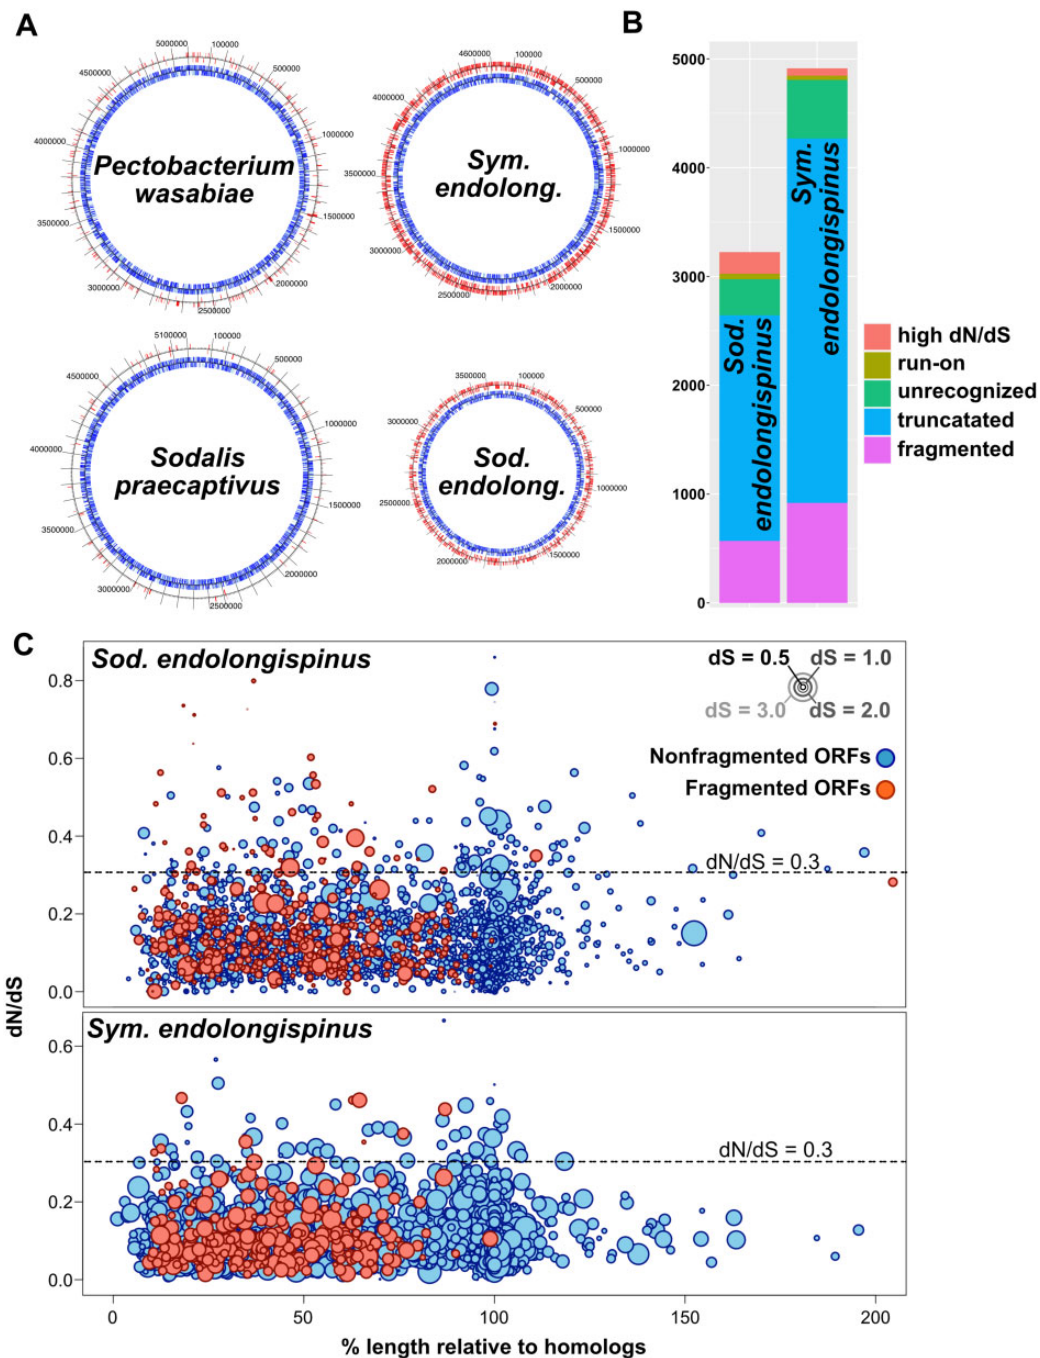 A
5000000
100000
4500000
500000
4000000
1000000
Pectobacterium
wasabiae
3500000
1500000
3000000
2000000
2500000
4600000
100000
4000000
500000
Sym.
endolong.
1000000
3500000
1500000
3000000
2000000
2500000
5100000
100000
4500000
500000
4000000
1000000
Sodalis
praecaptivus
1500000
3500000
2000000
3000000
2500000
3500000
100000
3000000
500000
Sod.
endolong.
1000000
2500000
1500000
2000000
B
5000
4000
3000
2000
1000
0
Sod.
endolongispinus
Sym.
endolongispinus
high dN/dS
run-on
unrecognized
truncatated
fragmented
C
Sod. endolongispinus
dS = 0.5
dS = 1.0
dS = 3.0
dS = 2.0
Nonfragmented ORFs
Fragmented ORFs
dN/dS = 0.3
0.8
0.6
0.4
0.2
0.0
dN/dS
Sym. endolongispinus
dN/dS = 0.3
0.6
0.4
0.2
0.0
0
50
100
150
200
% length relative to homologs